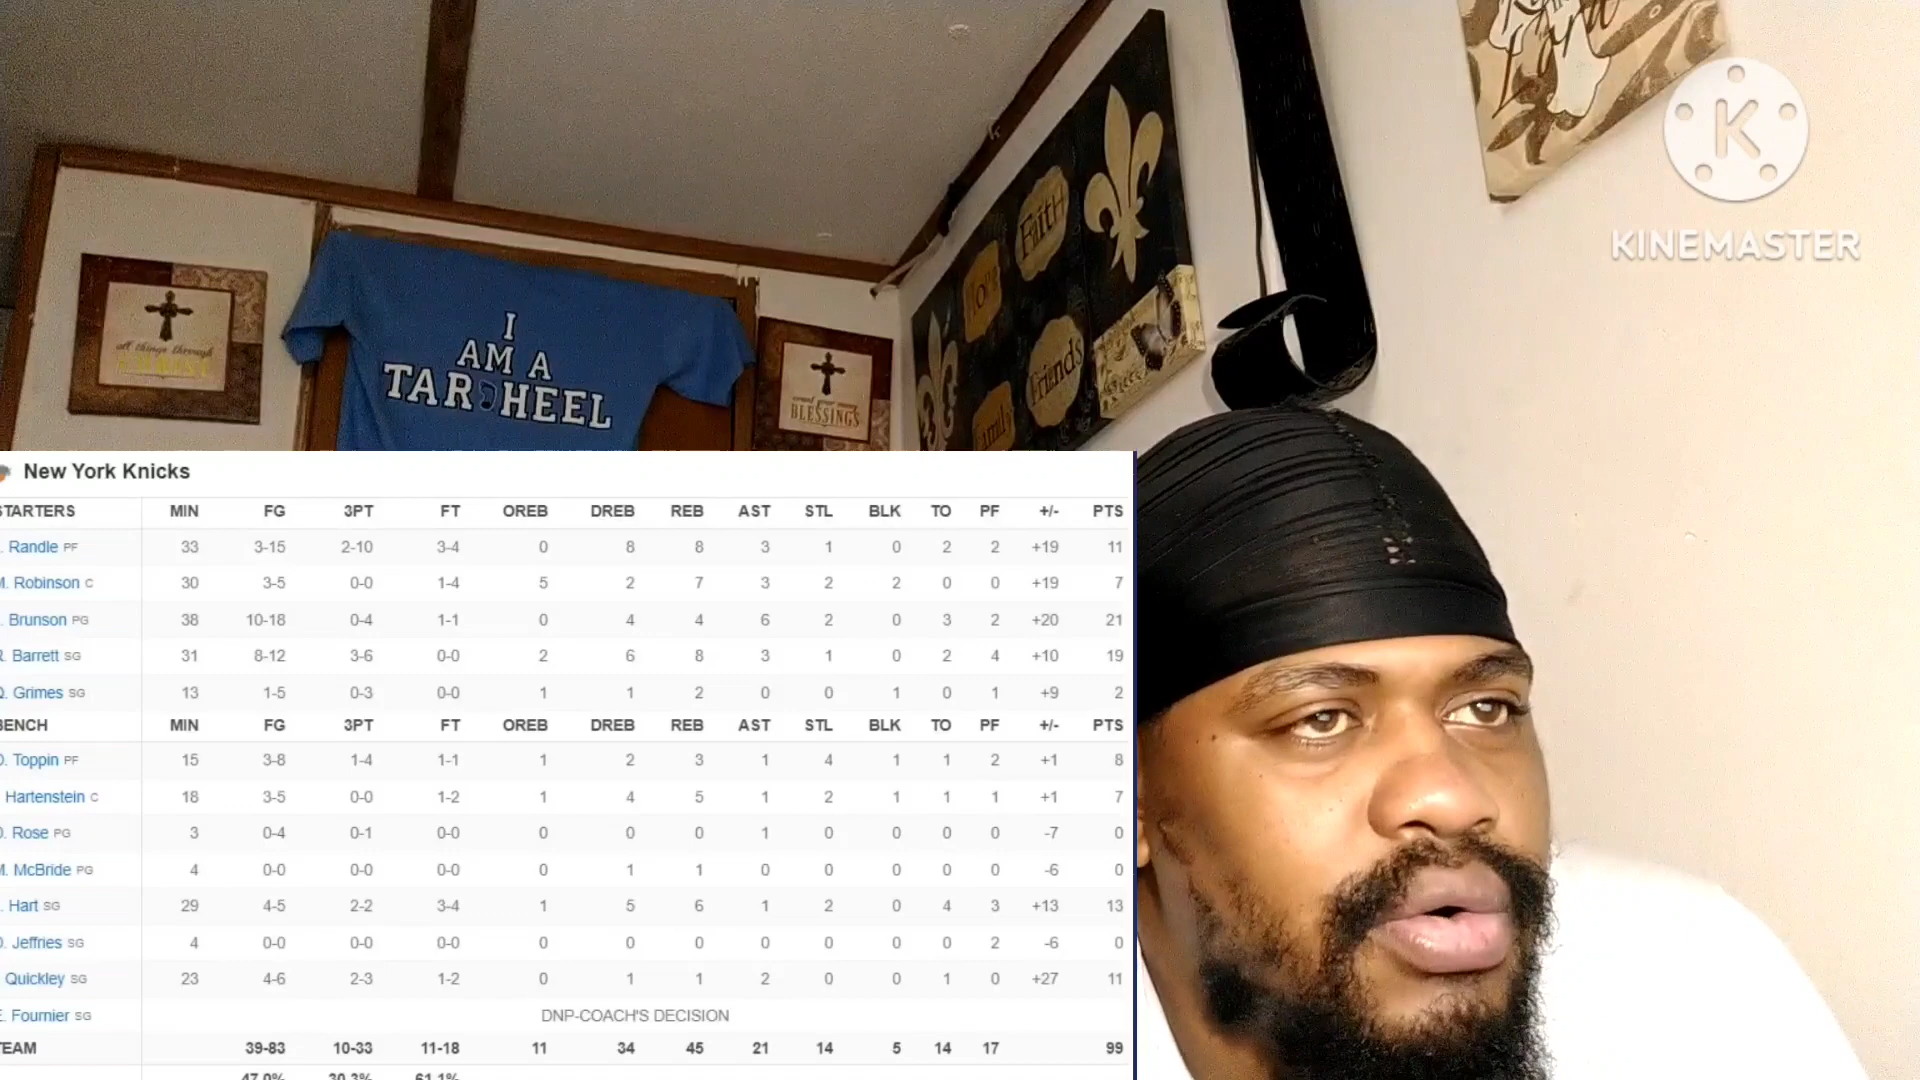 KINEMASTER
Faith
Friends
Family
all things through
CHRIST
I
AM A
TAR HEEL
count your many
BLESSINGS
New York Knicks
STARTERS MIN FG 3PT FT OREB DREB REB AST STL BLK TO PF +/- PTS
. Randle PF 33 3-15 2-10 3-4 0 8 8 3 1 0 2 2 +19 11
M. Robinson C 30 3-5 0-0 1-4 5 2 7 3 2 2 0 0 +19 7
. Brunson PG 38 10-18 0-4 1-1 0 4 4 6 2 0 3 2 +20 21
R. Barrett SG 31 8-12 3-6 0-0 2 6 8 3 1 0 2 4 +10 19
Q. Grimes SG 13 1-5 0-3 0-0 1 1 2 0 0 1 0 1 +9 2
BENCH MIN FG 3PT FT OREB DREB REB AST STL BLK TO PF +/- PTS
O. Toppin PF 15 3-8 1-4 1-1 1 2 3 1 4 1 1 2 +1 8
Hartenstein C 18 3-5 0-0 1-2 1 4 5 1 2 1 1 1 +1 7
D. Rose PG 3 0-4 0-1 0-0 0 0 0 1 0 0 0 0 -7 0
M. McBride PG 4 0-0 0-0 0-0 0 1 1 0 0 0 0 0 -6 0
. Hart SG 29 4-5 2-2 3-4 1 5 6 1 2 0 4 3 +13 13
D. Jeffries SG 4 0-0 0-0 0-0 0 0 0 0 0 0 0 2 -6 0
Quickley SG 23 4-6 2-3 1-2 0 1 1 2 0 0 1 0 +27 11
E. Fournier SG DNP-COACH'S DECISION
TEAM 39-83 10-33 11-18 11 34 45 21 14 5 14 17 99
47.0% 30.3% 61.1%